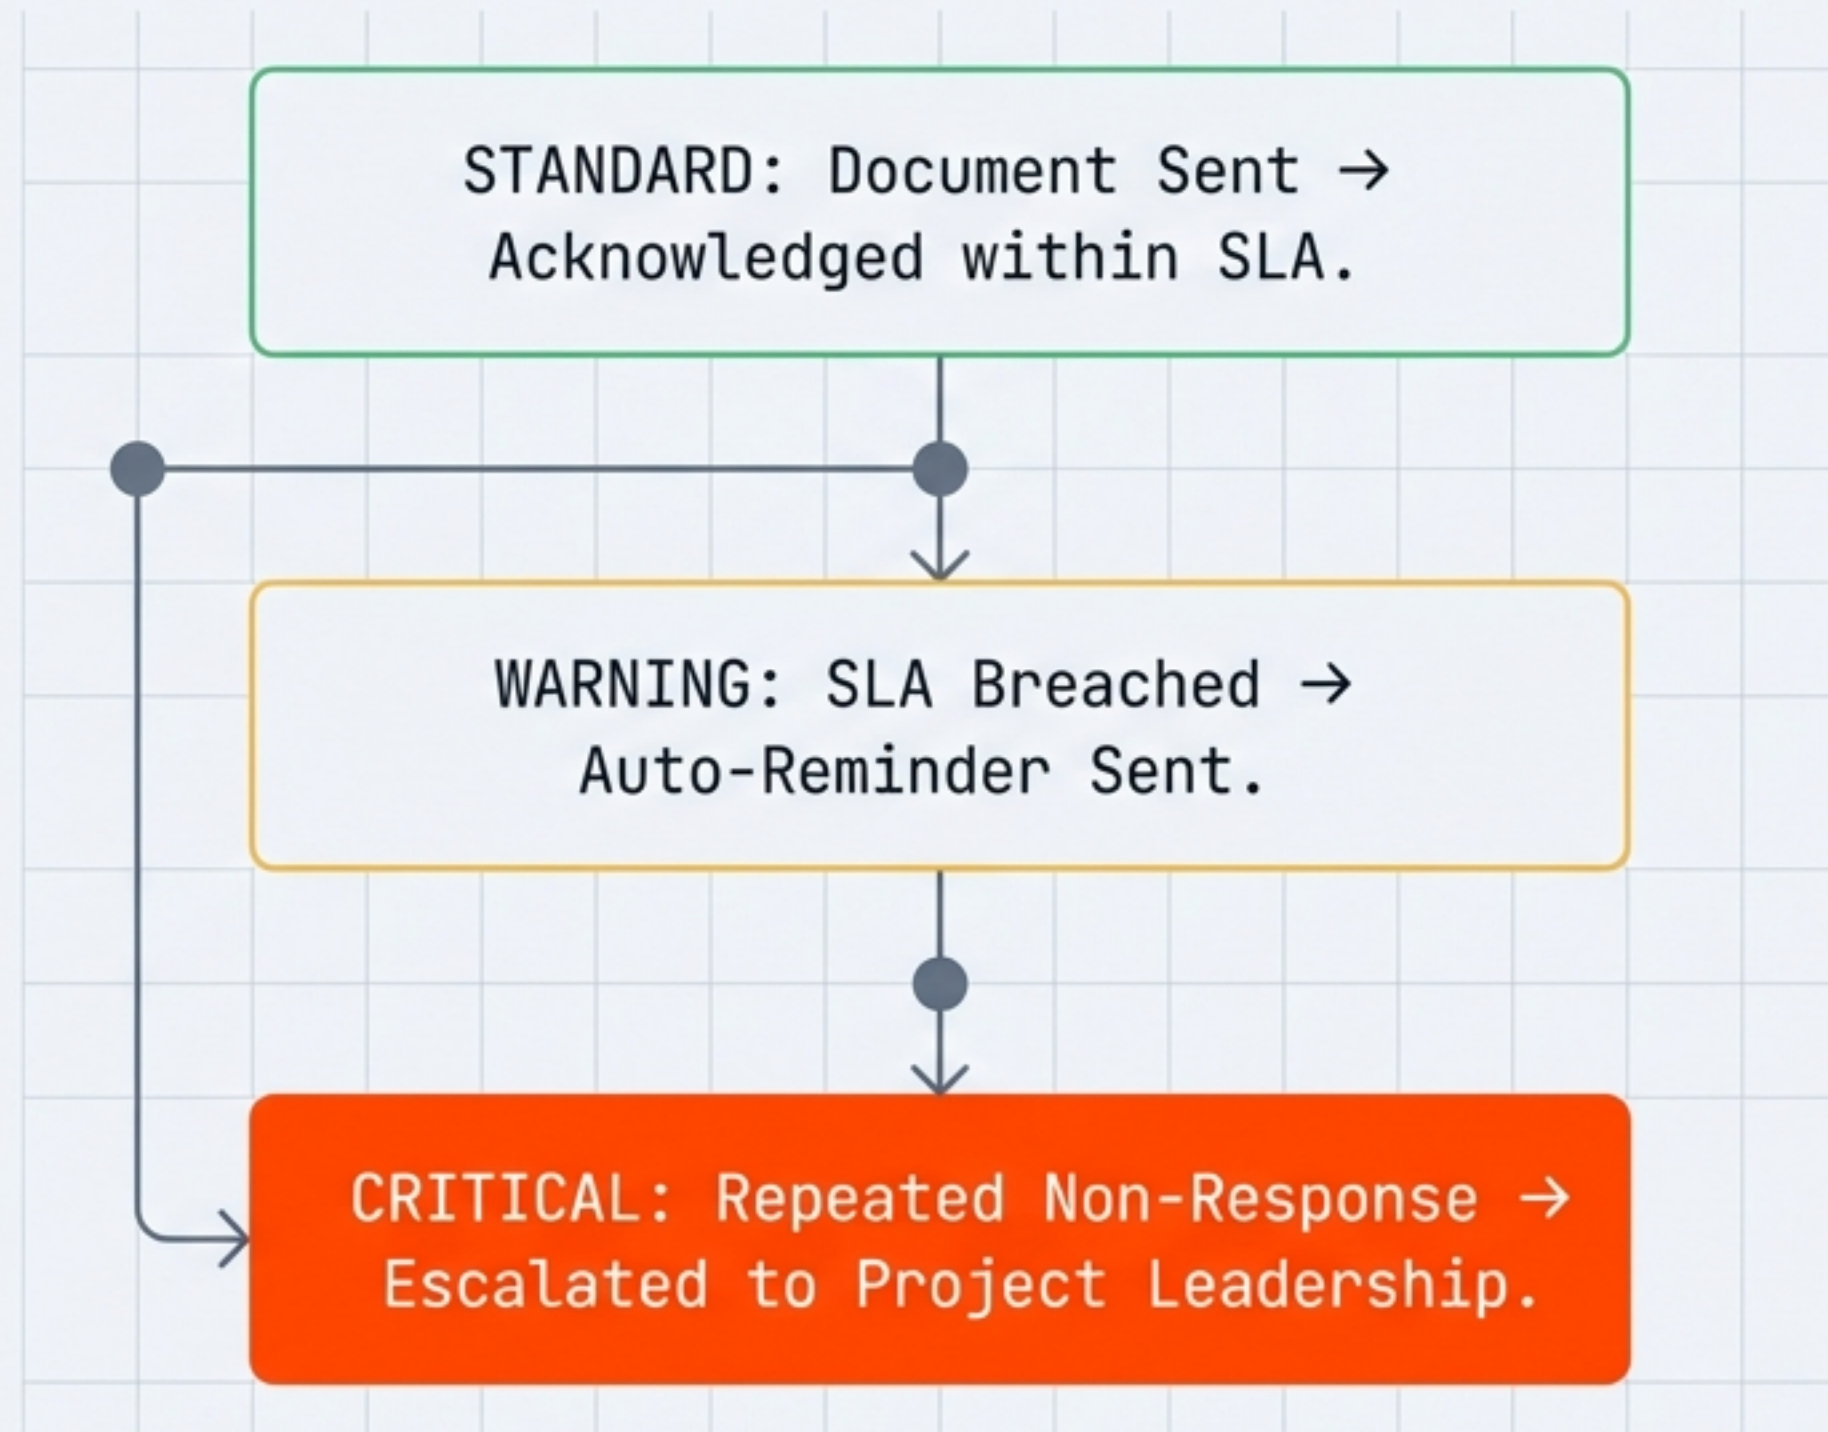 STANDARD: Document Sent →
Acknowledged within SLA.
WARNING: SLA Breached →
Auto-Reminder Sent.
CRITICAL: Repeated Non-Response →
Escalated to Project Leadership.